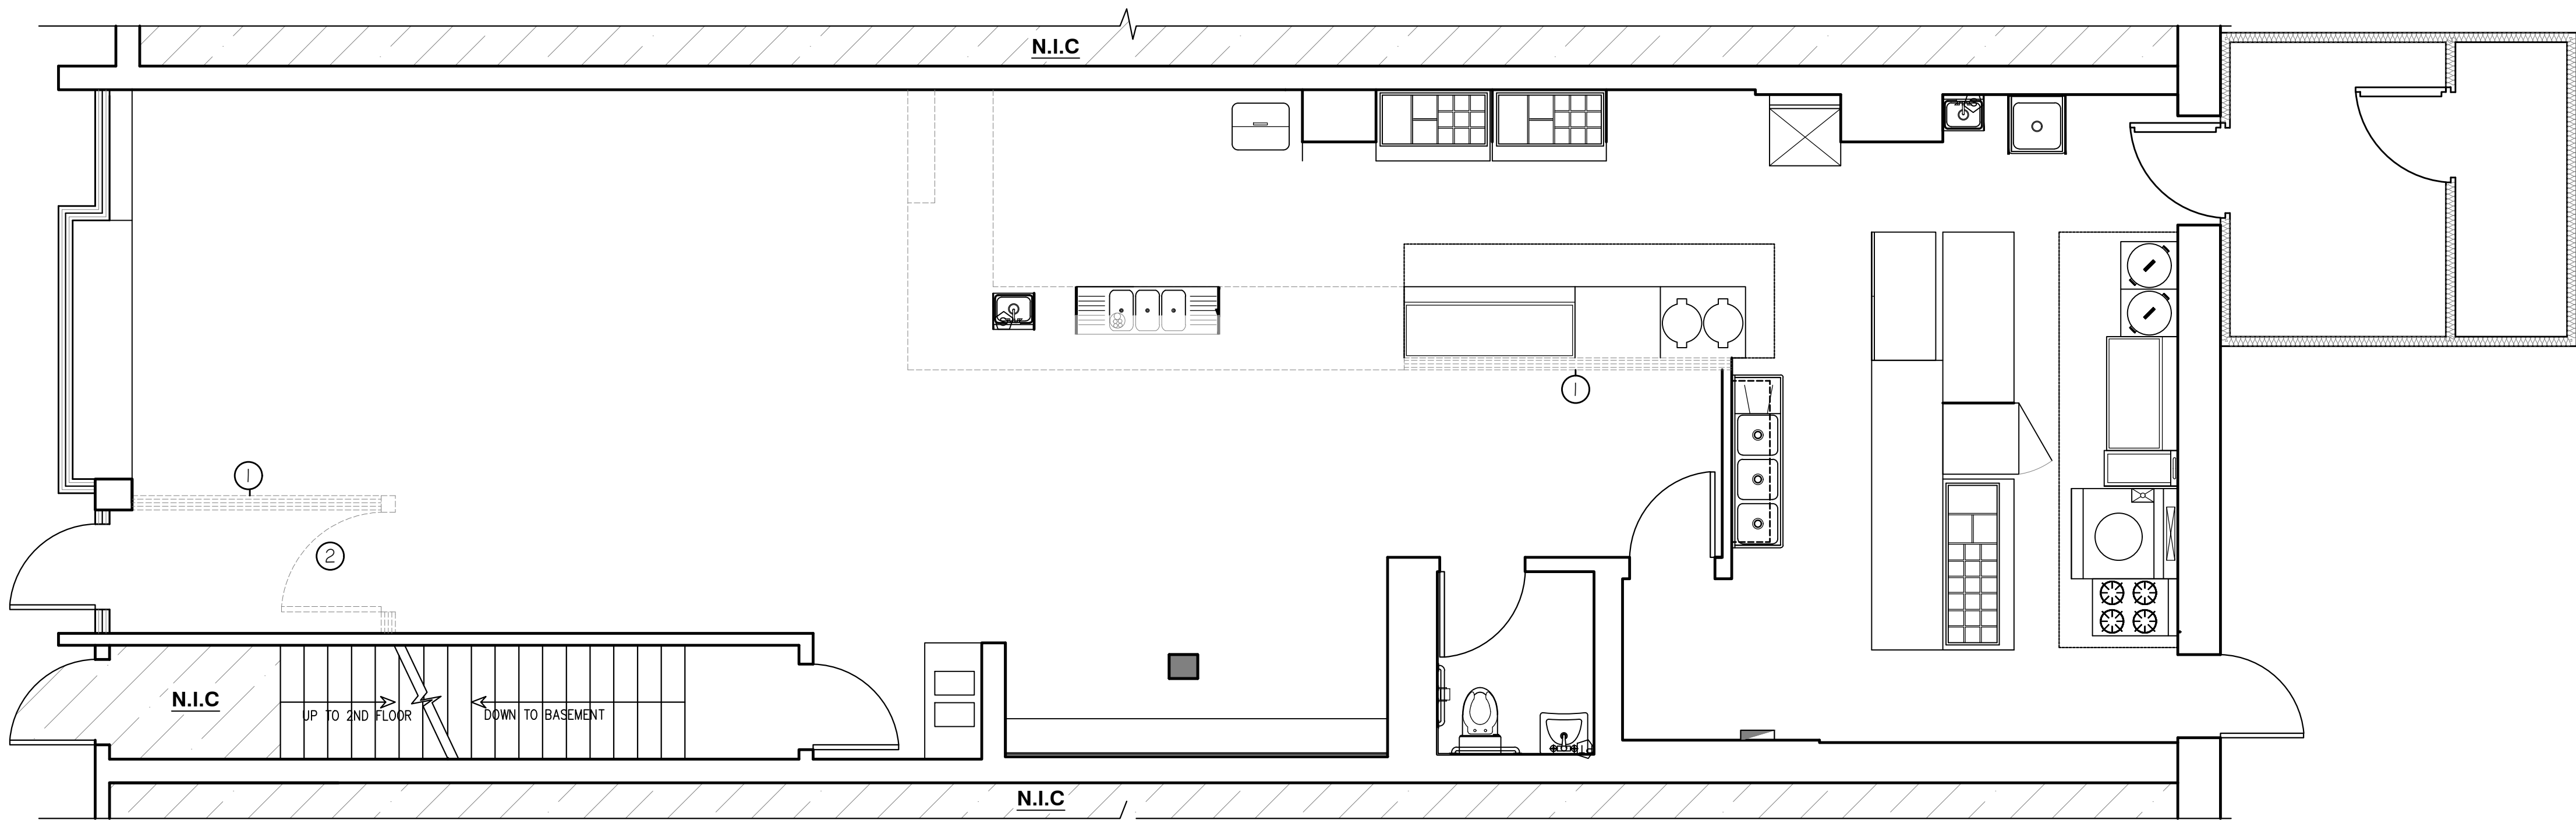 N.I.C
1
1
2
N.I.C
UP TO 2ND FLOOR
DOWN TO BASEMENT
N.I.C